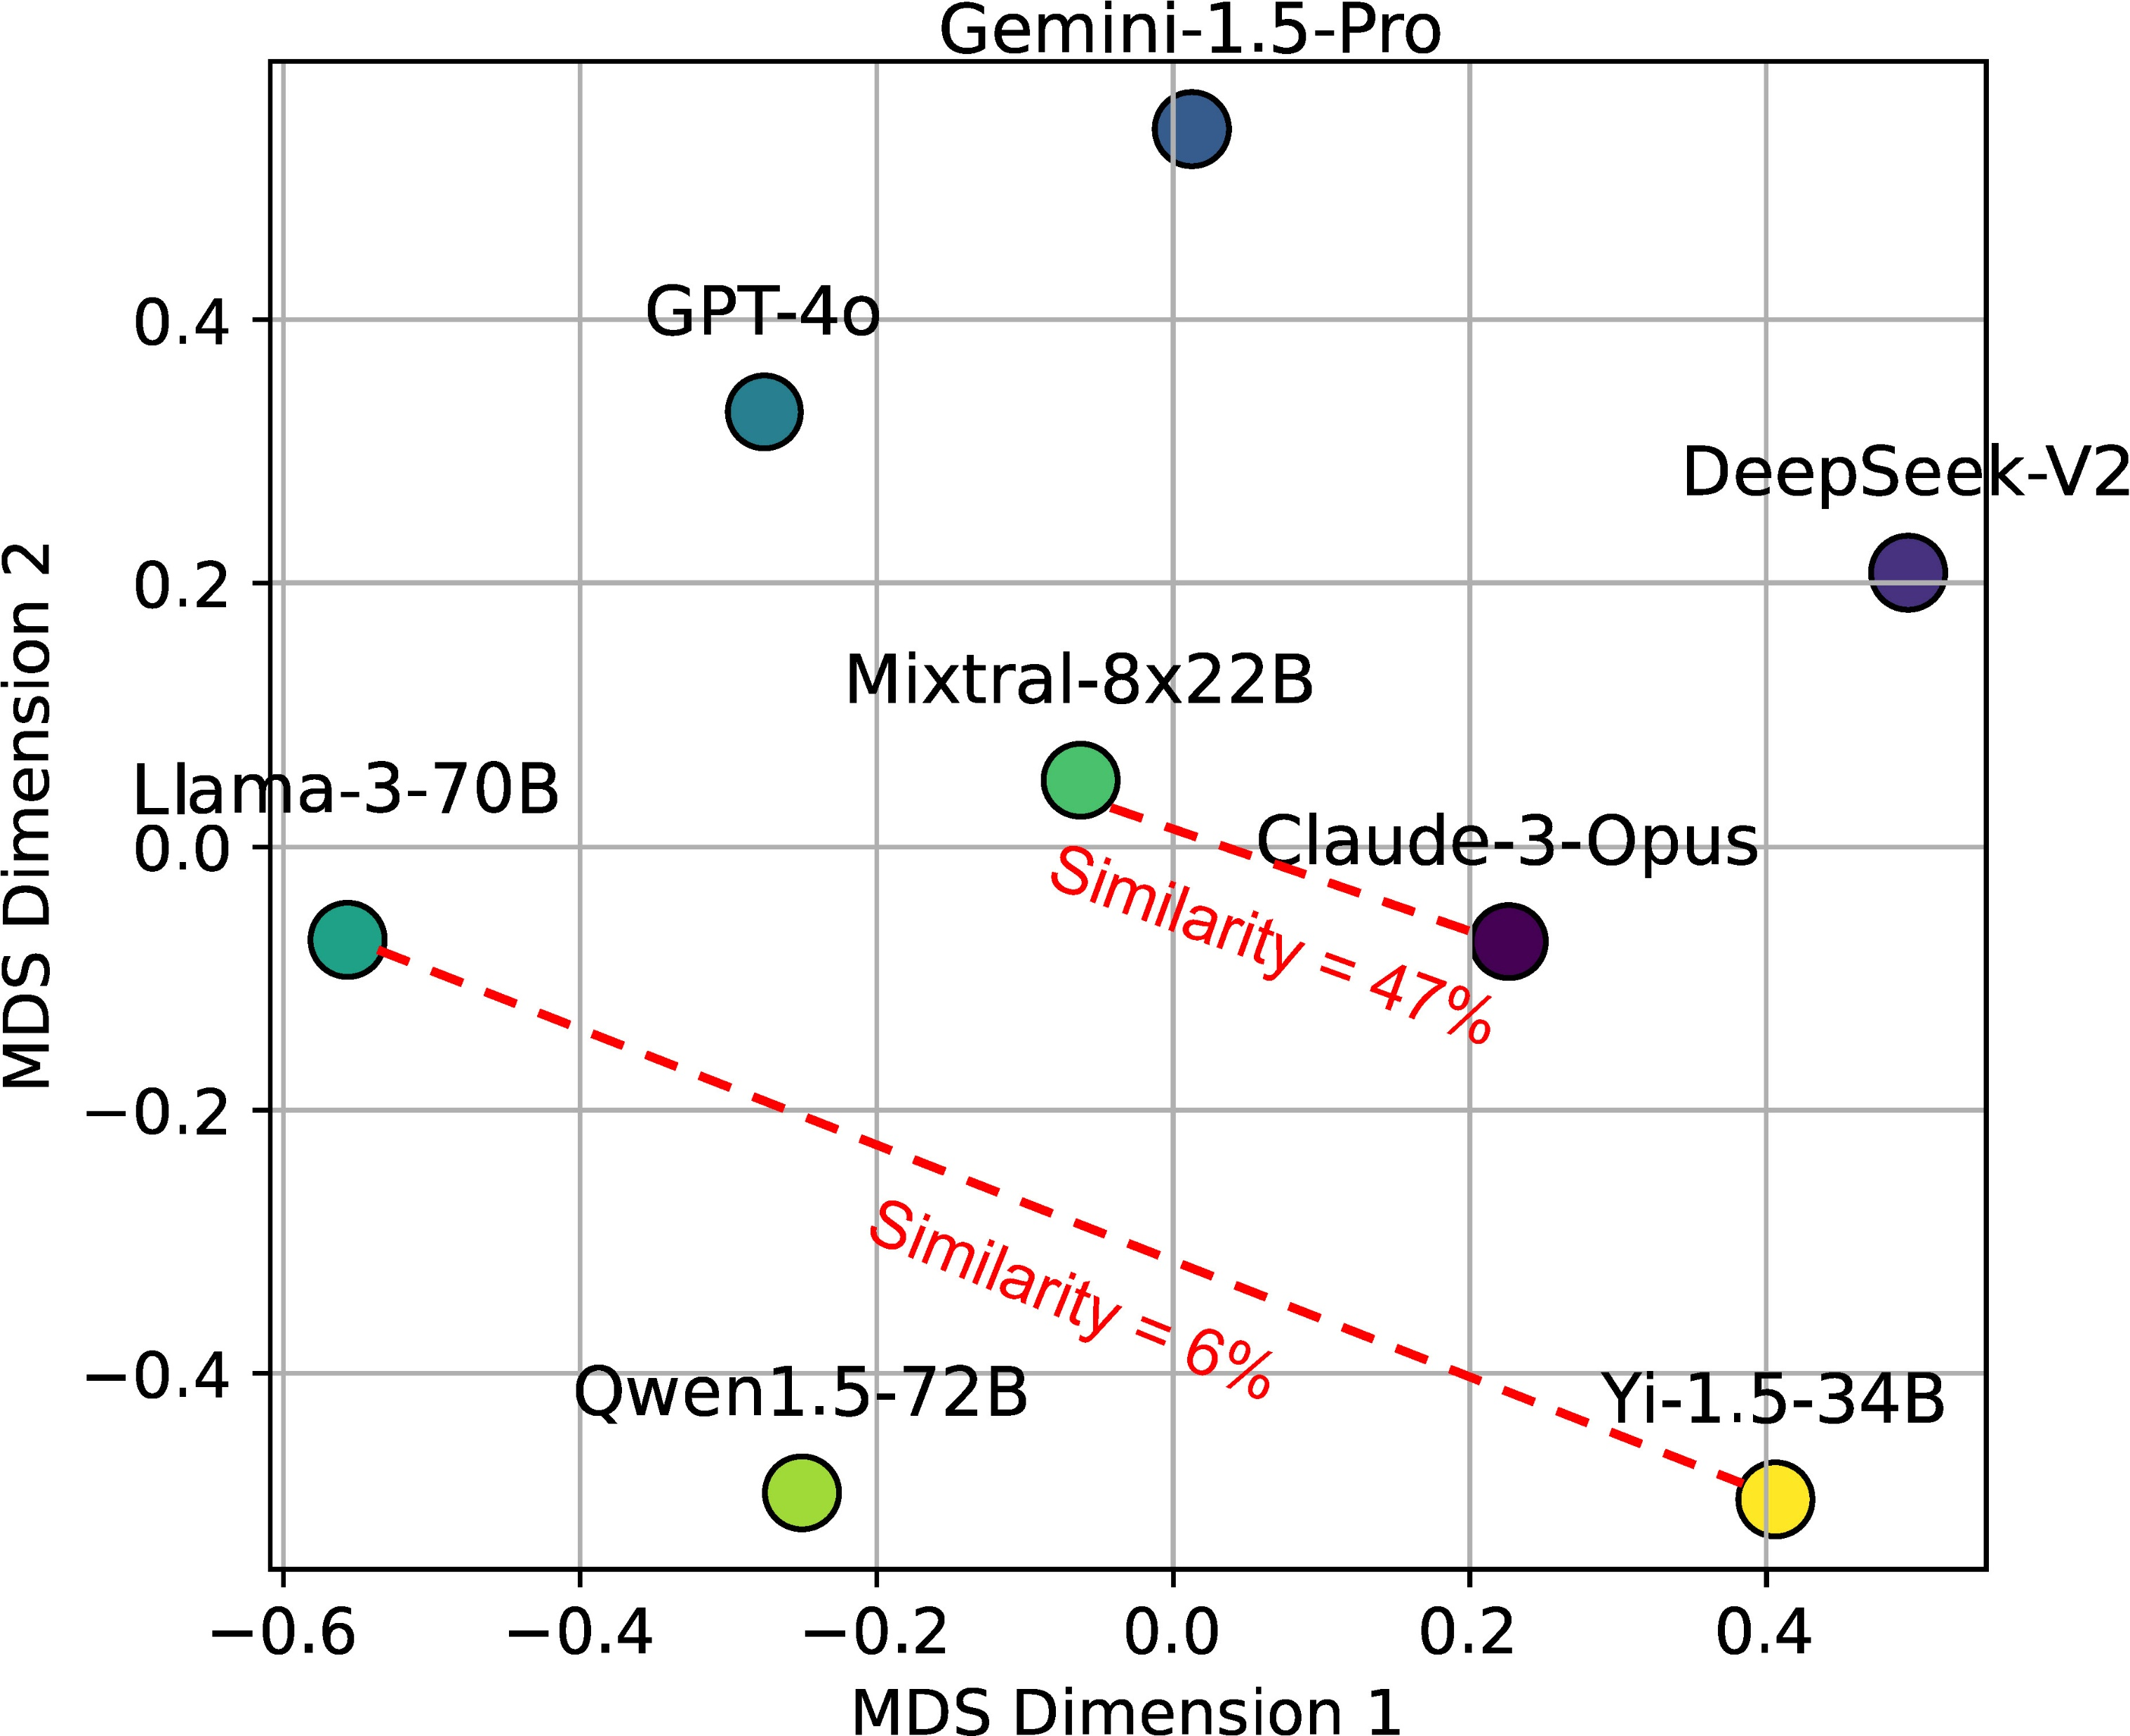 Gemini-1.5-Pro
GPT-4o
0.4
DeepSeek-V2
0.2
MDS Dimension 2
Mixtral-8x22B
Llama-3-70B
0.0
Claude-3-Opus
Similarity = 47%
−0.2
Similarity = 6%
−0.4
Qwen1.5-72B
Yi-1.5-34B
−0.6 −0.4 −0.2 0.0 0.2 0.4
MDS Dimension 1